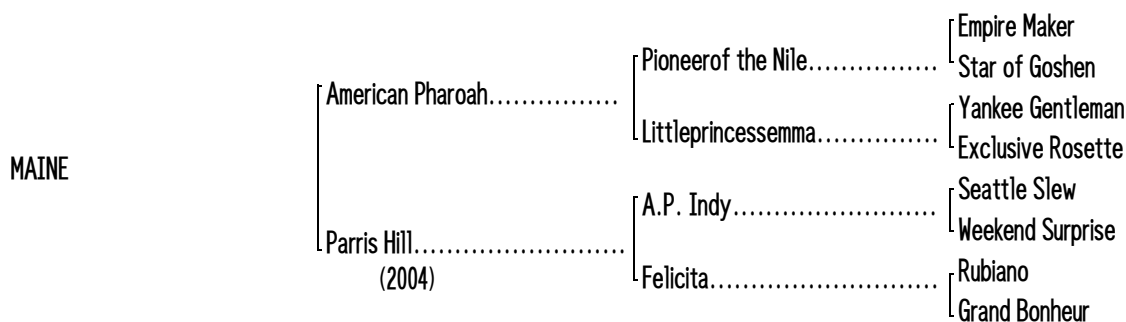 Empire Maker
Pioneerof the Nile................
Star of Goshen
American Pharoah................
Yankee Gentleman
Littleprincessemma...............
Exclusive Rosette
MAINE
Seattle Slew
A.P. Indy.........................
Weekend Surprise
Parris Hill..........................
(2004)
Rubiano
Felicita............................
Grand Bonheur